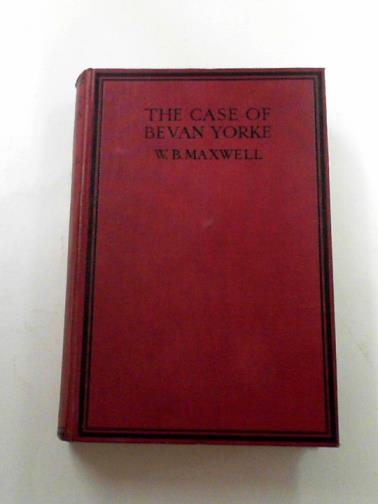 THE CASE OF
BEVAN YORKE
W. B. MAXWELL